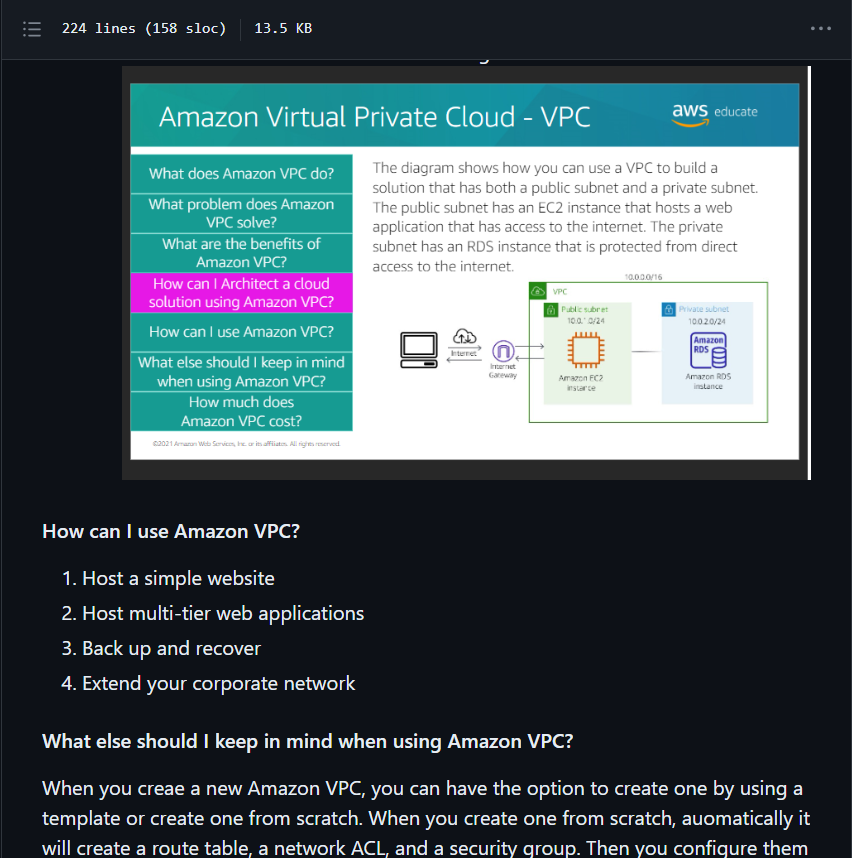 224 lines (158 sloc) 13.5 KB
Amazon Virtual Private Cloud - VPC
aws educate
What does Amazon VPC do?
What problem does Amazon
VPC solve?
What are the benefits of
Amazon VPC?
How can I Architect a cloud
solution using Amazon VPC?
How can I use Amazon VPC?
What else should I keep in mind
when using Amazon VPC?
How much does
Amazon VPC cost?
©2021 Amazon Web Services, Inc. or its affiliates. All rights reserved.
The diagram shows how you can use a VPC to build a
solution that has both a public subnet and a private subnet.
The public subnet has an EC2 instance that hosts a web
application that has access to the internet. The private
subnet has an RDS instance that is protected from direct
access to the internet.
10.0.0.0/16
VPC
Public subnet
10.0.1.0/24
Private subnet
10.0.2.0/24
Internet
Internet
Gateway
Amazon EC2
instance
Amazon
RDS
Amazon RDS
instance
How can I use Amazon VPC?
1. Host a simple website
2. Host multi-tier web applications
3. Back up and recover
4. Extend your corporate network
What else should I keep in mind when using Amazon VPC?
When you creae a new Amazon VPC, you can have the option to create one by using a
template or create one from scratch. When you create one from scratch, auomatically it
will create a route table, a network ACL, and a security group. Then you configure them